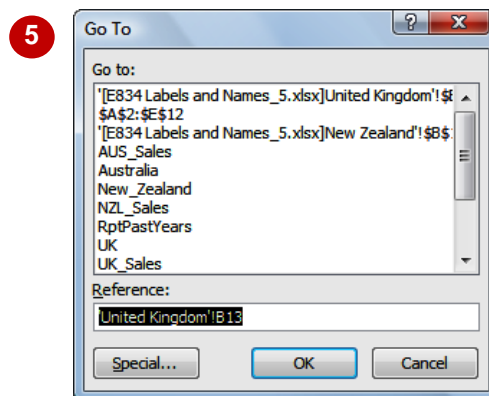 5
Go To
?
X
Go to:
'[E834 Labels and Names_5.xlsx]United Kingdom'!$
$A$2:$E$12
'[E834 Labels and Names_5.xlsx]New Zealand'!$B$
AUS_Sales
Australia
New_Zealand
NZL_Sales
RptPastYears
UK
UK_Sales
Reference:
'United Kingdom'!B13
Special...
OK
Cancel